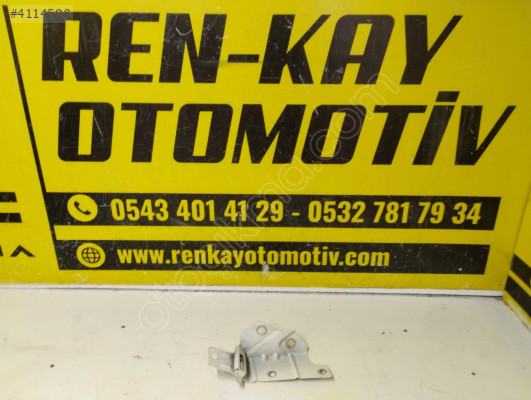 REN-KAY
OTOMOTİV
0543 401 41 29 - 0532 781 79 34
www.renkayotomotiv.com